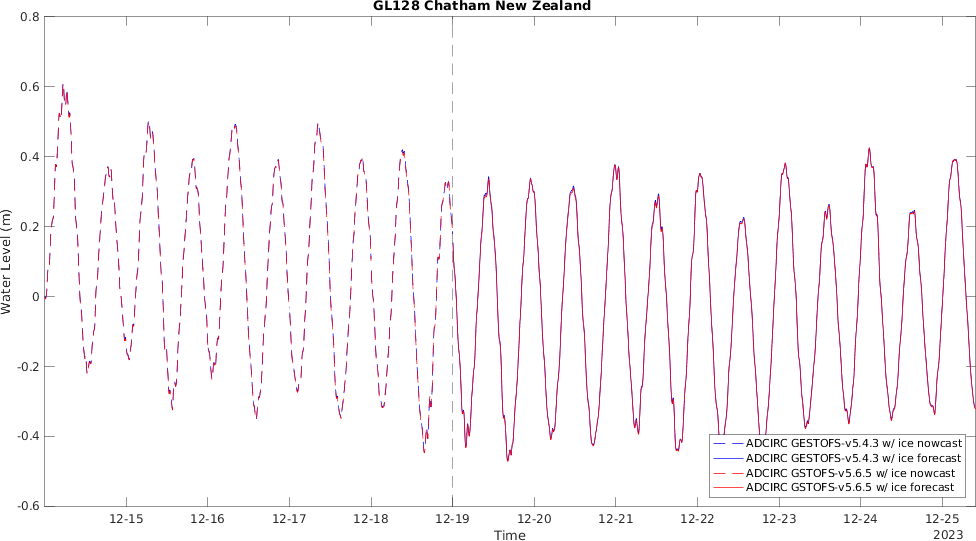 GL128 Chatham New Zealand
0.8
0.6
0.4
0.2
0
-0.2
-0.4
-0.6
Water Level (m)
ADCIRC GESTOFS-v5.4.3 w/ ice nowcast
ADCIRC GESTOFS-v5.4.3 w/ ice forecast
ADCIRC GSTOFS-v5.6.5 w/ ice nowcast
ADCIRC GSTOFS-v5.6.5 w/ ice forecast
12-15 12-16 12-17 12-18 12-19 12-20 12-21 12-22 12-23 12-24 12-25
Time
2023